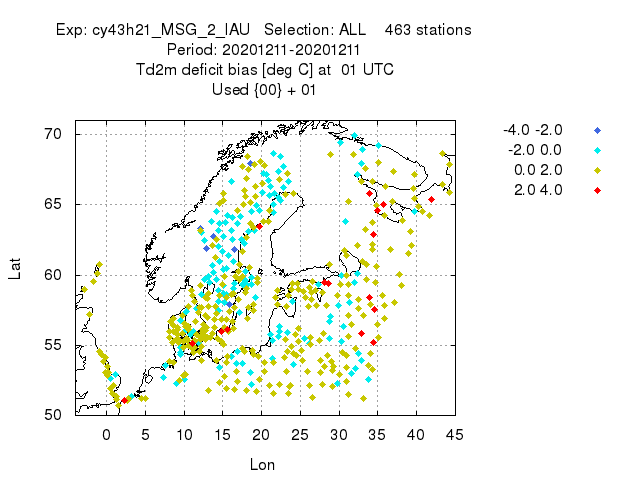 Exp: cy43h21_MSG_2_IAU   Selection: ALL    463 stations
Period: 20201211-20201211
Td2m deficit bias [deg C] at  01 UTC
Used {00} + 01
-4.0 -2.0
-2.0 0.0
0.0 2.0
2.0 4.0
70
65
60
55
50
Lat
0 5 10 15 20 25 30 35 40 45
Lon